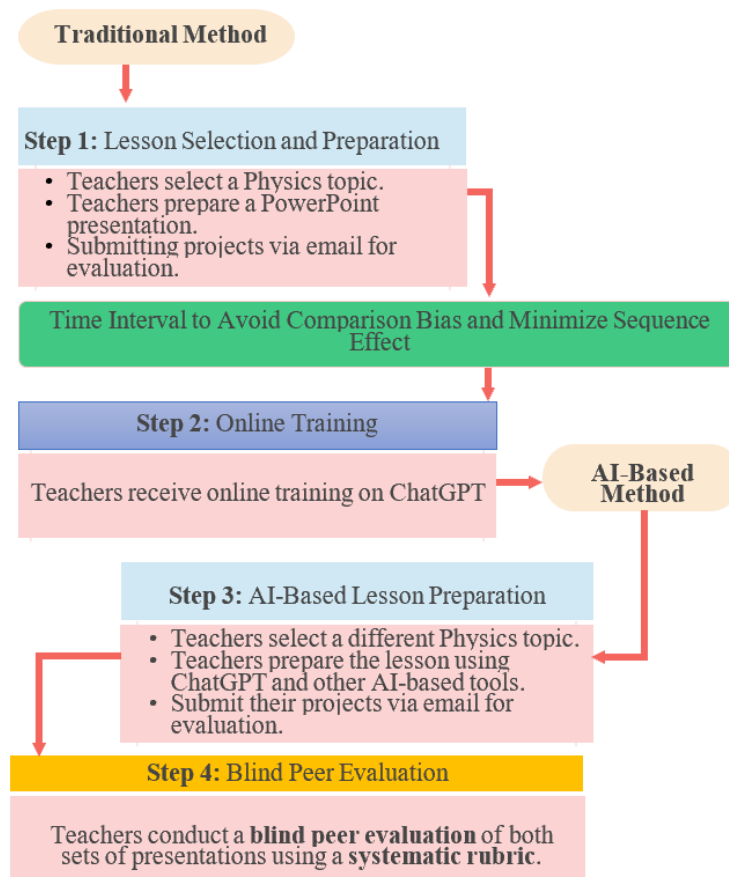 Traditional Method
Step 1: Lesson Selection and Preparation
• Teachers select a Physics topic.
• Teachers prepare a PowerPoint
presentation.
• Submitting projects via email for
evaluation.
Time Interval to Avoid Comparison Bias and Minimize Sequence
Effect
Step 2: Online Training
Teachers receive online training on ChatGPT
AI-Based
Method
Step 3: AI-Based Lesson Preparation
• Teachers select a different Physics topic.
• Teachers prepare the lesson using
ChatGPT and other AI-based tools.
• Submit their projects via email for
evaluation.
Step 4: Blind Peer Evaluation
Teachers conduct a blind peer evaluation of both
sets of presentations using a systematic rubric.